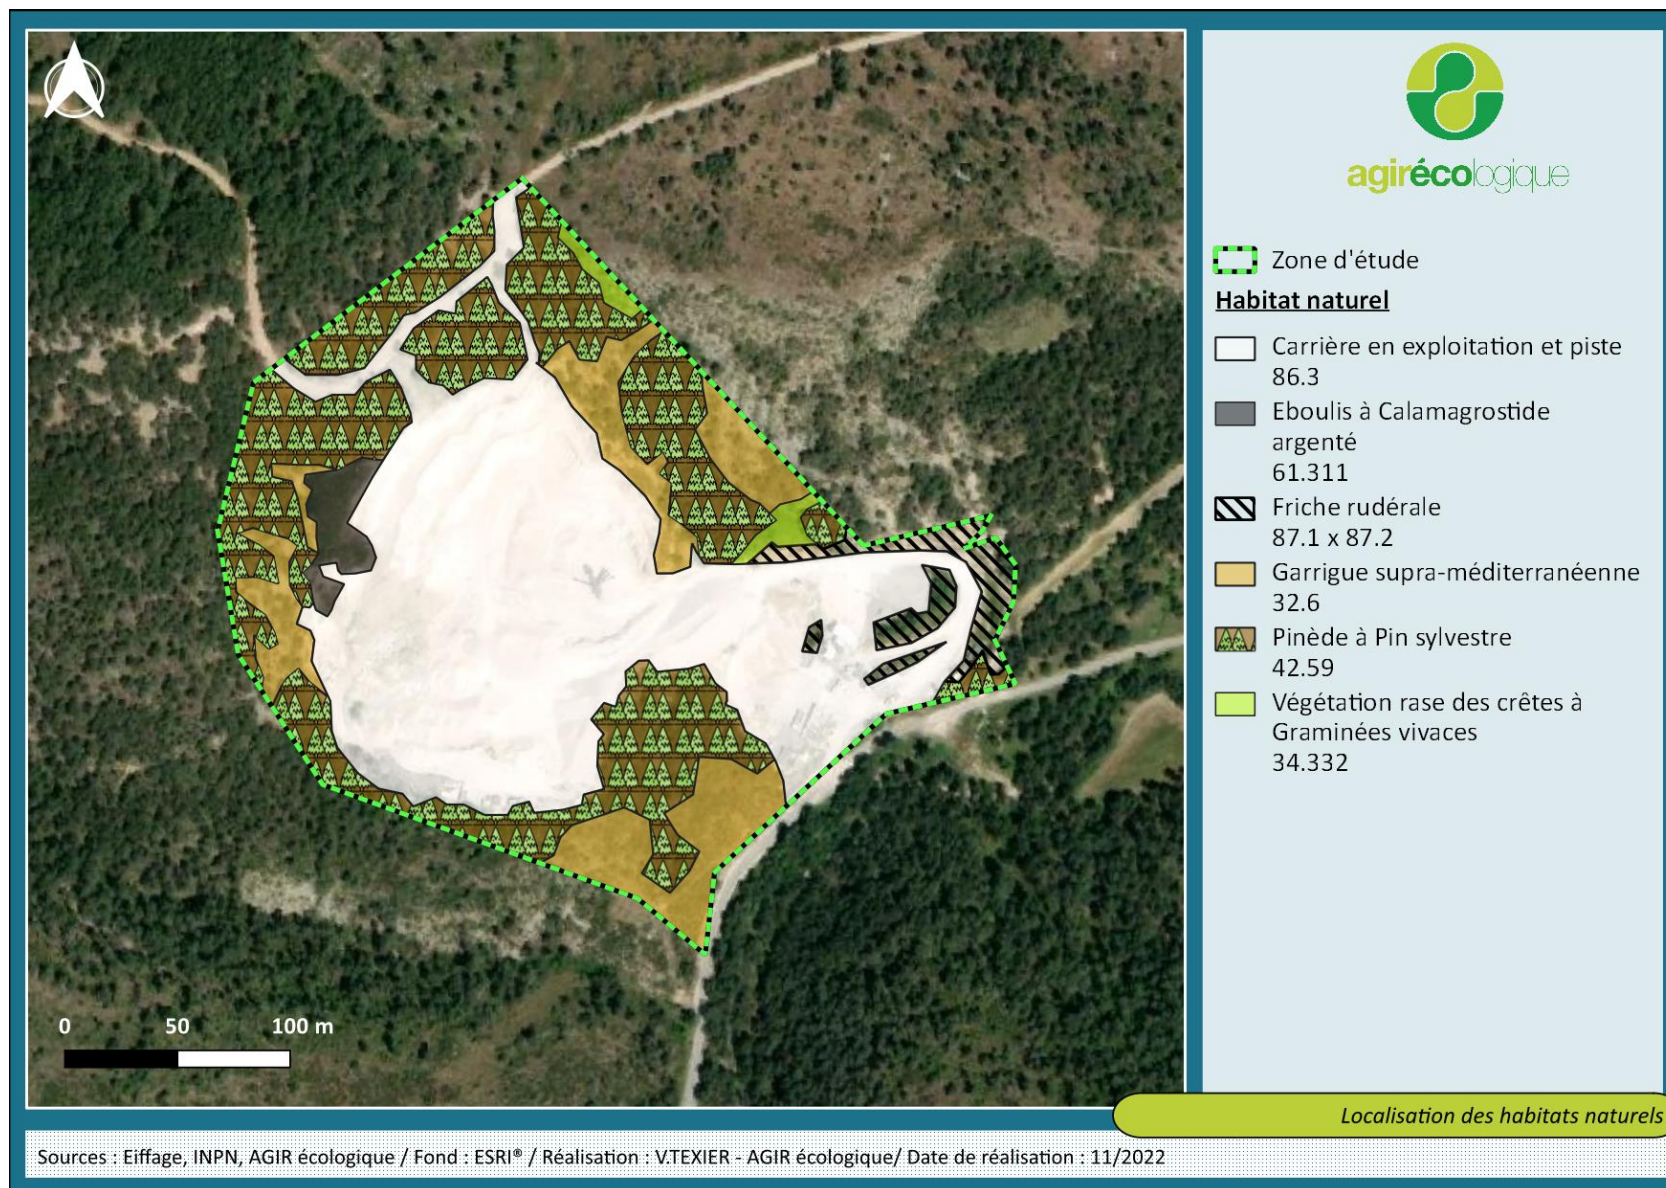 agirécologique
Zone d'étude
Habitat naturel
Carrière en exploitation et piste
86.3
Eboulis à Calamagrostide
argenté
61.311
Friche rudérale
87.1 x 87.2
Garrigue supra-méditerranéenne
32.6
Pinède à Pin sylvestre
42.59
Végétation rase des crêtes à
Graminées vivaces
34.332
0 50 100 m
Localisation des habitats naturels
Sources : Eiffage, INPN, AGIR écologique / Fond : ESRI® / Réalisation : V.TEXIER - AGIR écologique/ Date de réalisation : 11/2022